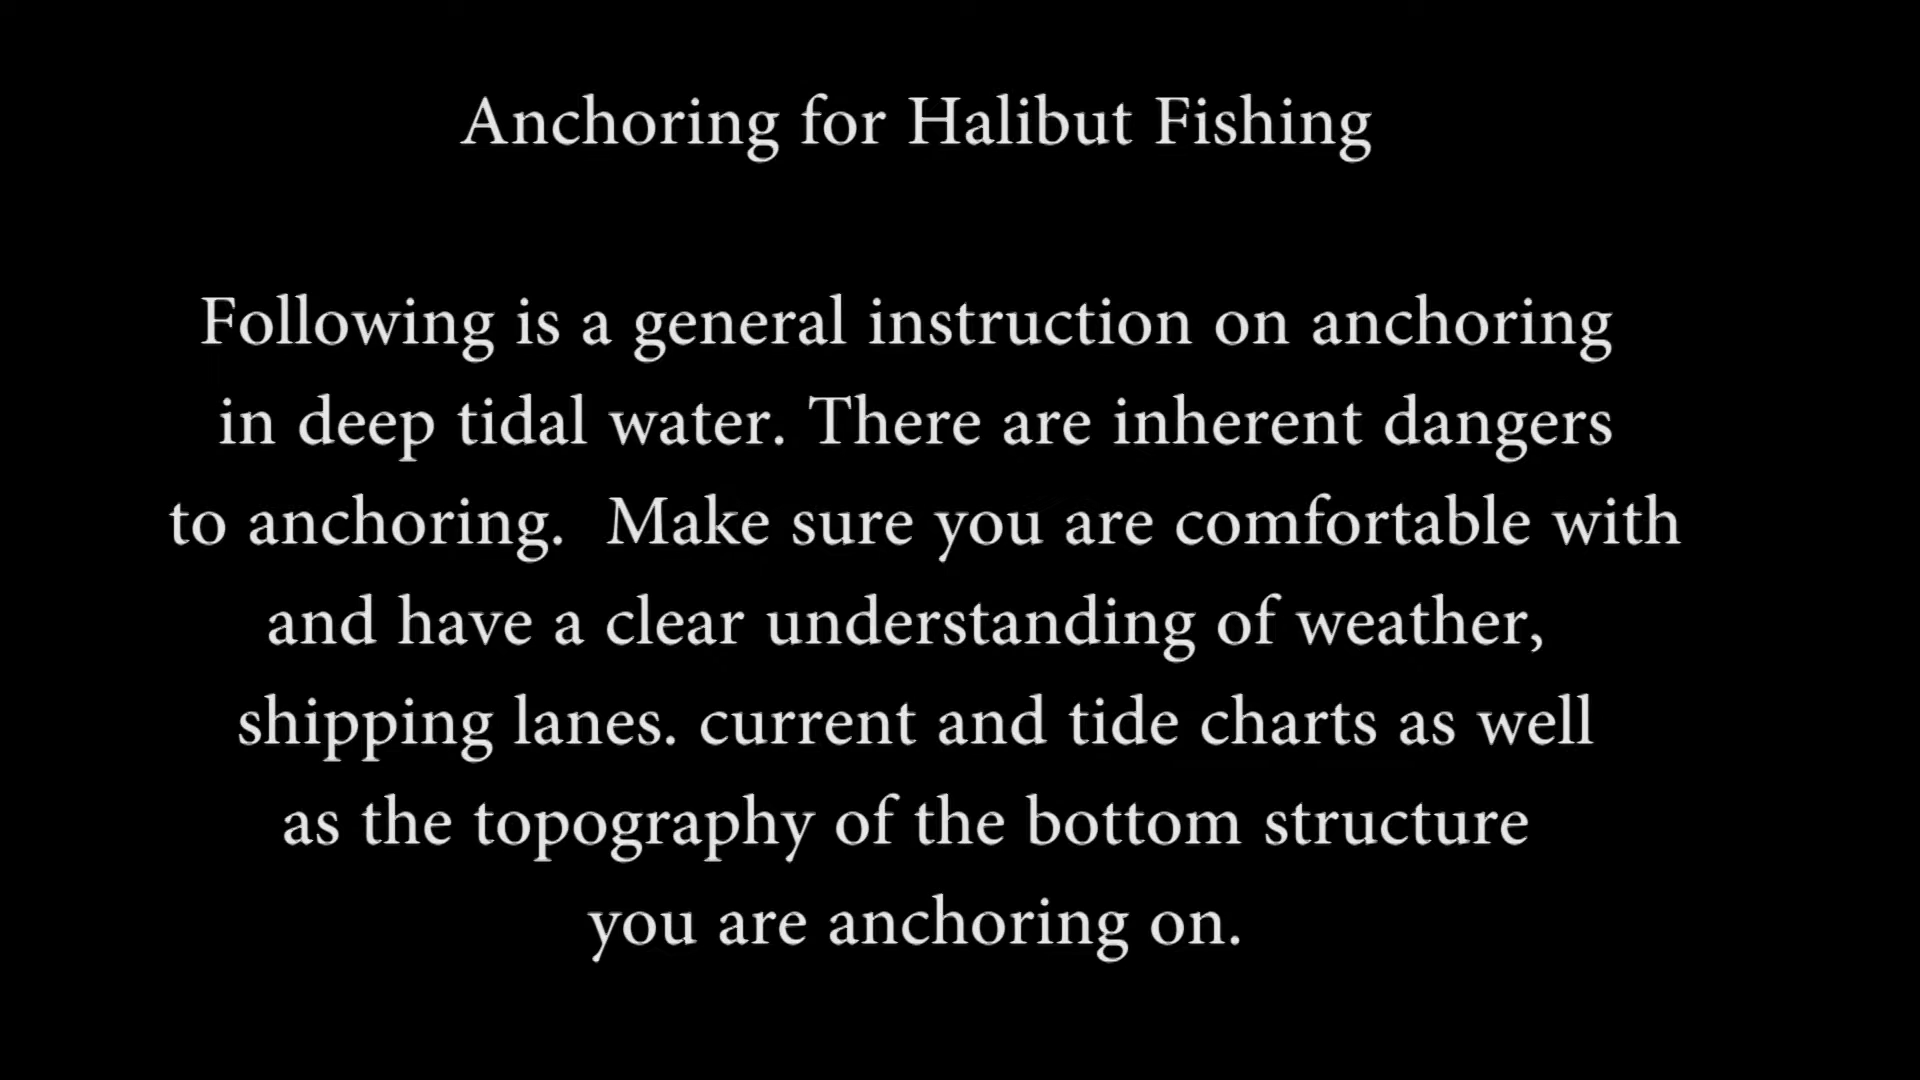 Anchoring for Halibut Fishing
Following is a general instruction on anchoring
in deep tidal water. There are inherent dangers
to anchoring.  Make sure you are comfortable with
and have a clear understanding of weather,
shipping lanes. current and tide charts as well
as the topography of the bottom structure
you are anchoring on.